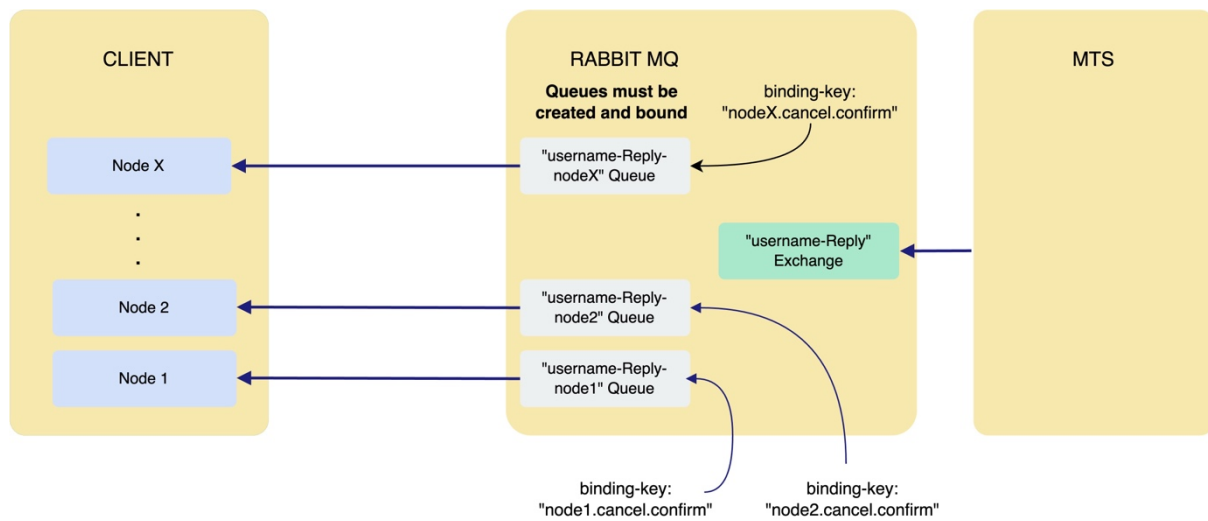 CLIENT
RABBIT MQ
MTS
Queues must be
created and bound
binding-key:
"nodeX.cancel.confirm"
Node X
"username-Reply-
nodeX" Queue
"username-Reply"
Exchange
Node 2
"username-Reply-
node2" Queue
Node 1
"username-Reply-
node1" Queue
binding-key:
"node1.cancel.confirm"
binding-key:
"node2.cancel.confirm"